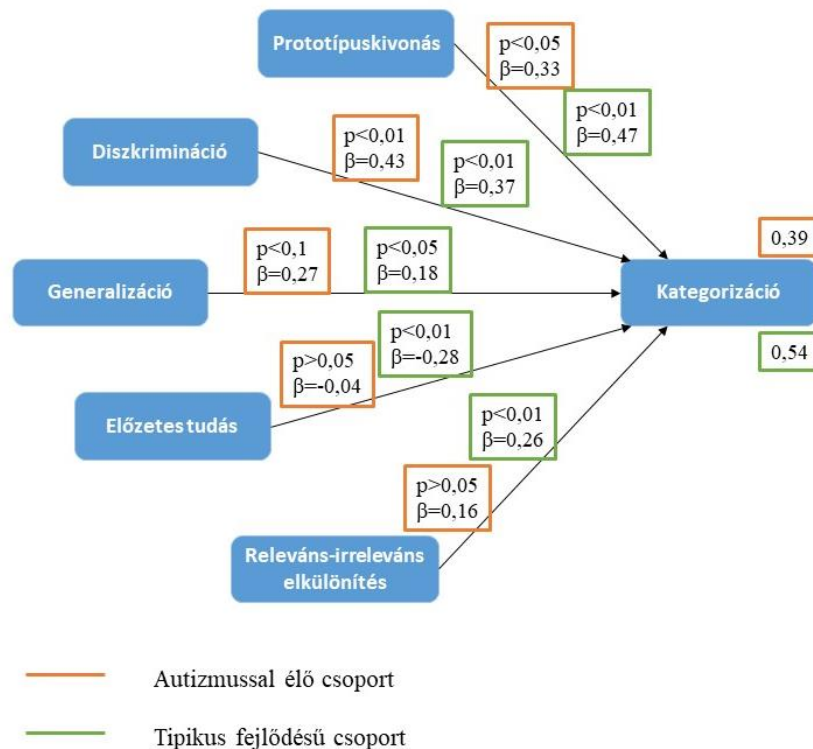 Prototípuskivonás
p<0,05
β=0,33
p<0,01
β=0,47
Diszkrimináció
p<0,01
β=0,43
p<0,01
β=0,37
Generalizáció
p<0,1
β=0,27
p<0,05
β=0,18
Kategorizáció
0,39
0,54
Előzetes tudás
p>0,05
β=-0,04
p<0,01
β=-0,28
Releváns-irreleváns
elkülönítés
p>0,05
β=0,16
p<0,01
β=0,26
Autizmussal élő csoport
Tipikus fejlődésű csoport